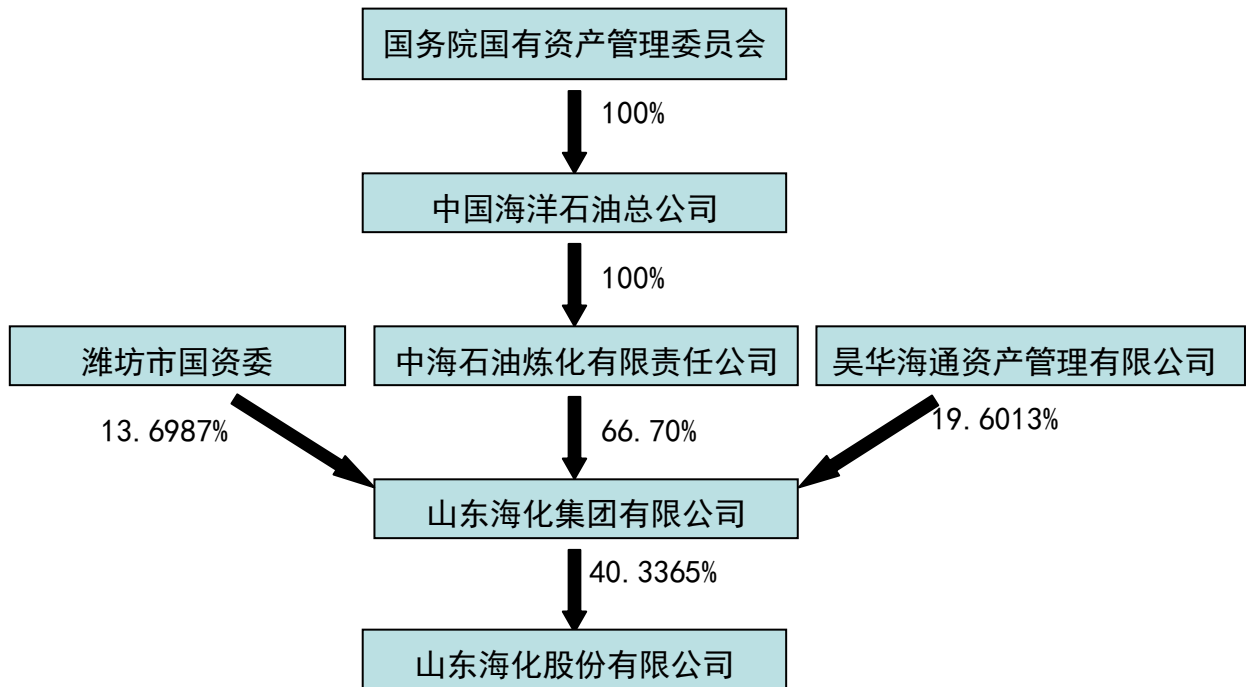 国务院国有资产管理委员会
100%
中国海洋石油总公司
100%
潍坊市国资委
中海石油炼化有限责任公司
昊华海通资产管理有限公司
13.6987%
66.70%
19.6013%
山东海化集团有限公司
40.3365%
山东海化股份有限公司